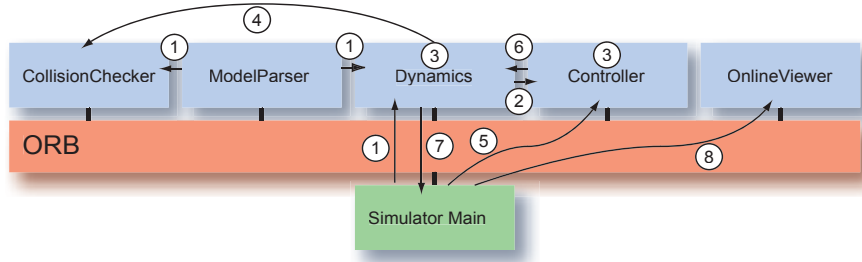 4
1
1
3
6
3
CollisionChecker
ModelParser
Dynamics
Controller
OnlineViewer
2
ORB
1
7
5
8
Simulator Main